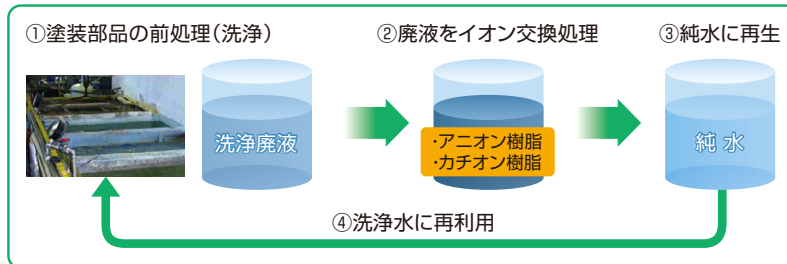 ①塗装部品の前処理(洗浄)
②廃液をイオン交換処理
③純水に再生
洗浄廃液
・アニオン樹脂
・カチオン樹脂
純水
④洗浄水に再利用